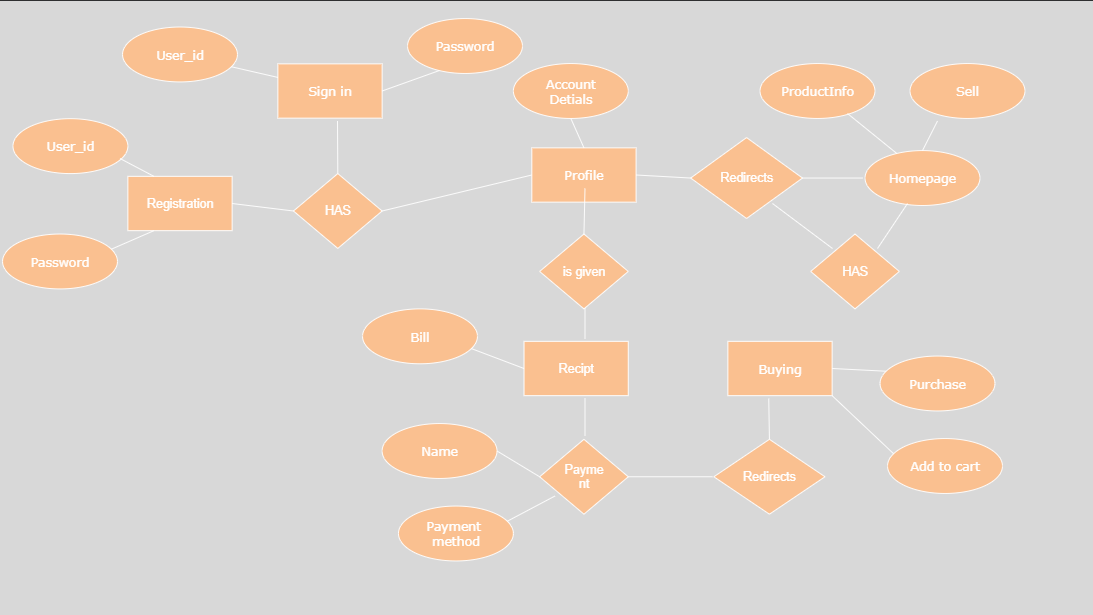 User_id
Password
Sign in
Account
Detials
ProductInfo
Sell
User_id
Registration
HAS
Profile
Redirects
Homepage
Password
is given
HAS
Bill
Recipt
Buying
Purchase
Name
Payme
nt
Redirects
Add to cart
Payment
method